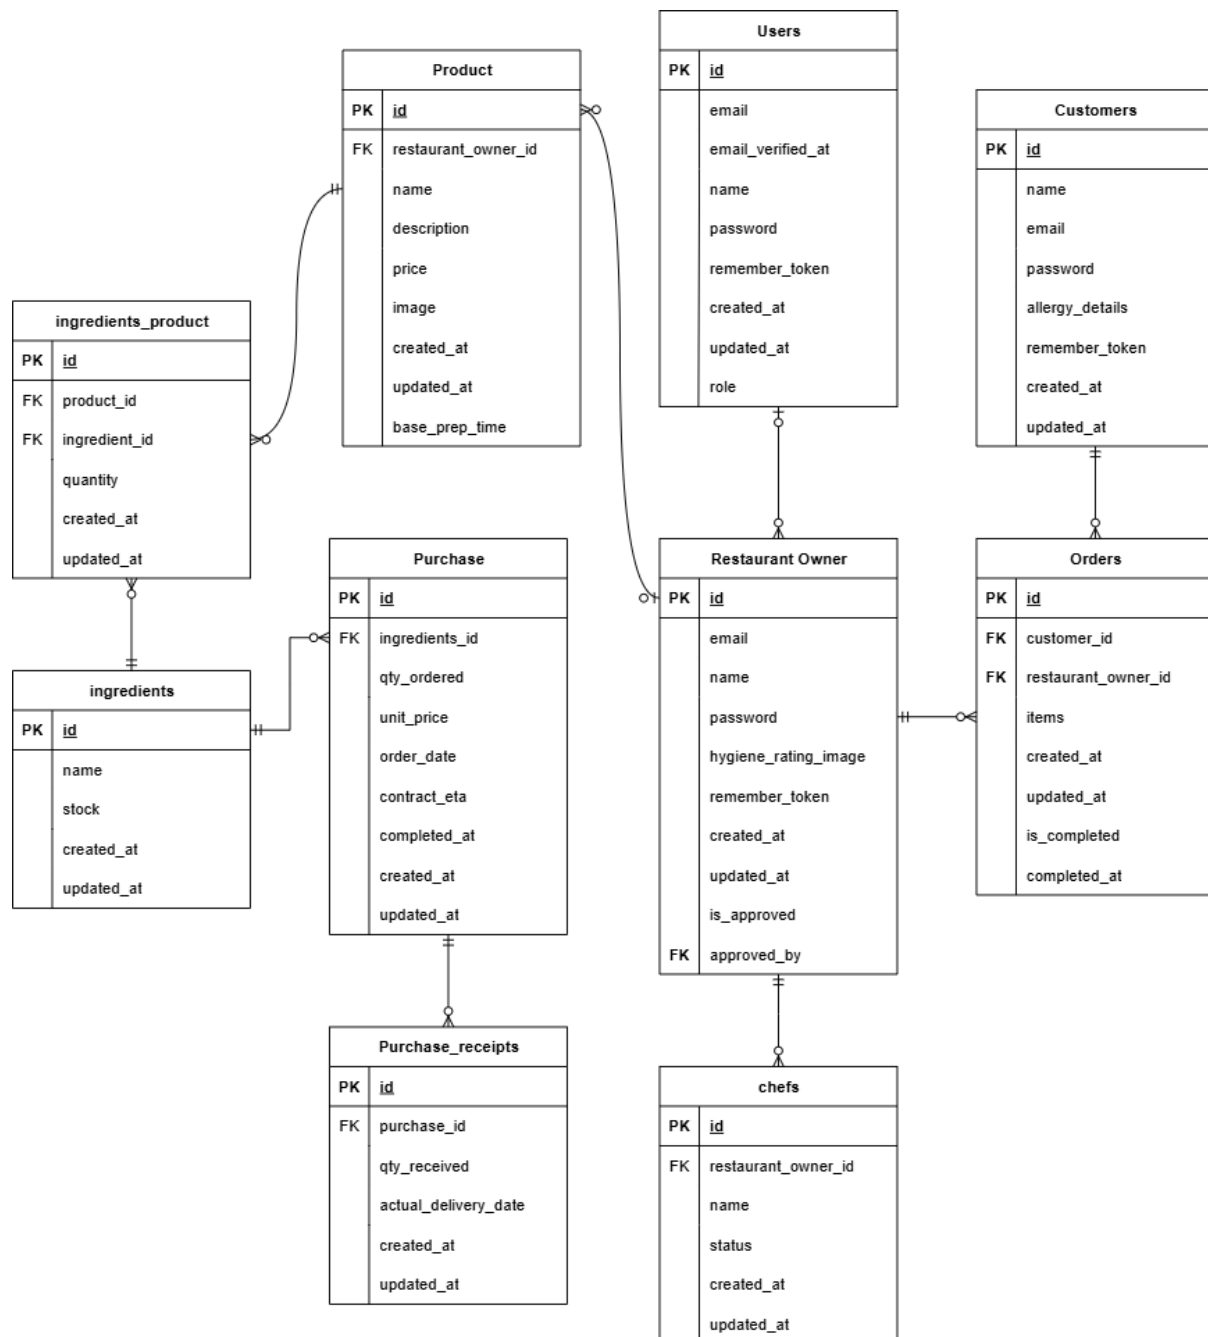 Product
PK id
FK restaurant_owner_id
name
description
price
image
created_at
updated_at
base_prep_time
Users
PK id
email
email_verified_at
name
password
remember_token
created_at
updated_at
role
Customers
PK id
name
email
password
allergy_details
remember_token
created_at
updated_at
ingredients_product
PK id
FK product_id
FK ingredient_id
quantity
created_at
updated_at
Purchase
PK id
FK ingredients_id
qty_ordered
unit_price
order_date
contract_eta
completed_at
created_at
updated_at
Restaurant Owner
PK id
email
name
password
hygiene_rating_image
remember_token
created_at
updated_at
is_approved
FK approved_by
Orders
PK id
FK customer_id
FK restaurant_owner_id
items
created_at
updated_at
is_completed
completed_at
ingredients
PK id
name
stock
created_at
updated_at
Purchase_receipts
PK id
FK purchase_id
qty_received
actual_delivery_date
created_at
updated_at
chefs
PK id
FK restaurant_owner_id
name
status
created_at
updated_at